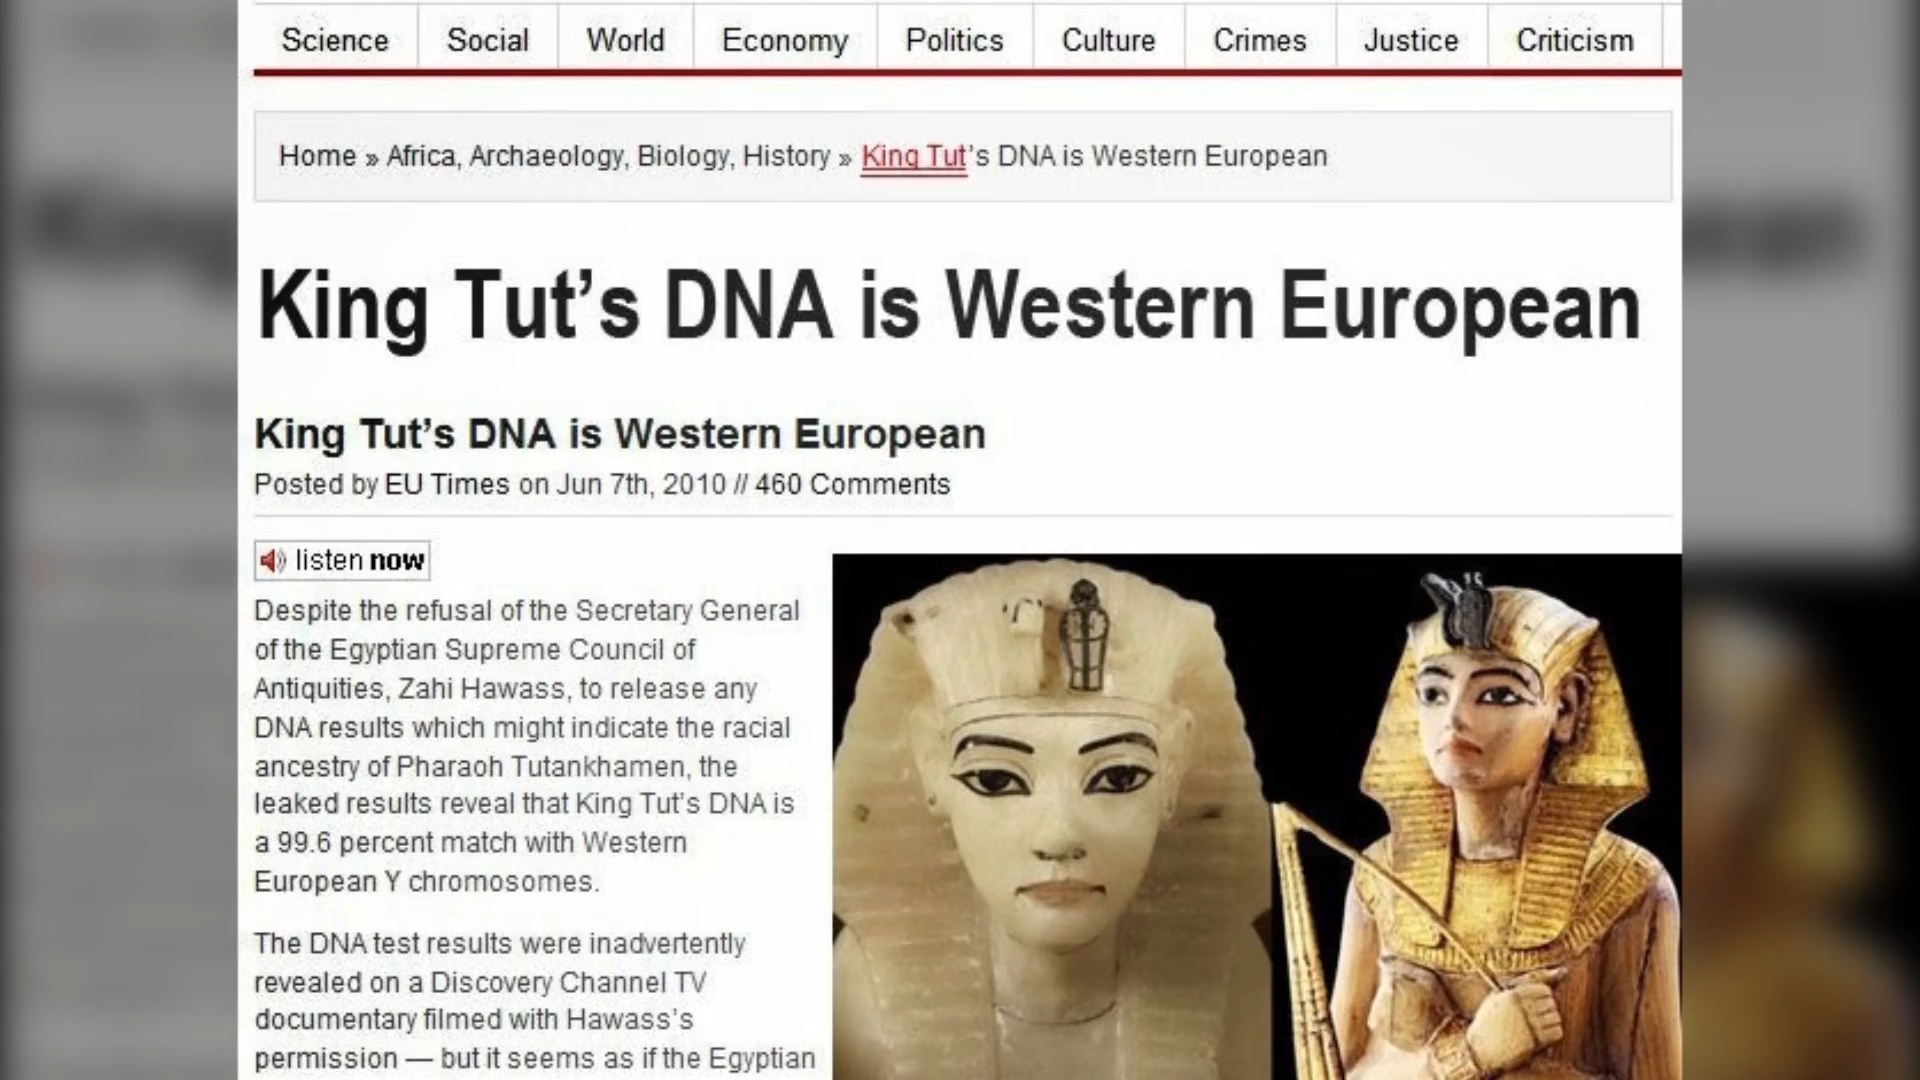 Science Social World Economy Politics Culture Crimes Justice Criticism
Home » Africa, Archaeology, Biology, History » King Tut’s DNA is Western European
King Tut’s DNA is Western European
King Tut’s DNA is Western European
Posted by EU Times on Jun 7th, 2010 // 460 Comments
listen now
Despite the refusal of the Secretary General
of the Egyptian Supreme Council of
Antiquities, Zahi Hawass, to release any
DNA results which might indicate the racial
ancestry of Pharaoh Tutankhamen, the
leaked results reveal that King Tut’s DNA is
a 99.6 percent match with Western
European Y chromosomes.
The DNA test results were inadvertently
revealed on a Discovery Channel TV
documentary filmed with Hawass’s
permission — but it seems as if the Egyptian